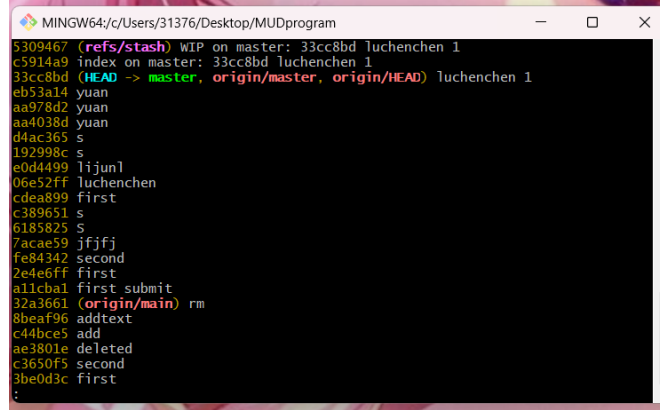 MINGW64:/c/Users/31376/Desktop/MUDprogram
5309467 (refs/stash) WIP on master: 33cc8bd luchenchen 1
c5914a9 index on master: 33cc8bd luchenchen 1
33cc8bd (HEAD -> master, origin/master, origin/HEAD) luchenchen 1
eb53a14 yuan
aa978d2 yuan
aa4038d yuan
d4ac365 s
192998c s
e0d4499 lijunl
06e52ff luchenchen
cdea899 first
c389651 s
6185825 S
7acae59 jfjfj
fe84342 second
2e4e6ff first
a11cba1 first submit
32a3661 (origin/main) rm
8beaf96 addtext
c44bce5 add
ae3801e deleted
c3650f5 second
3be0d3c first
: